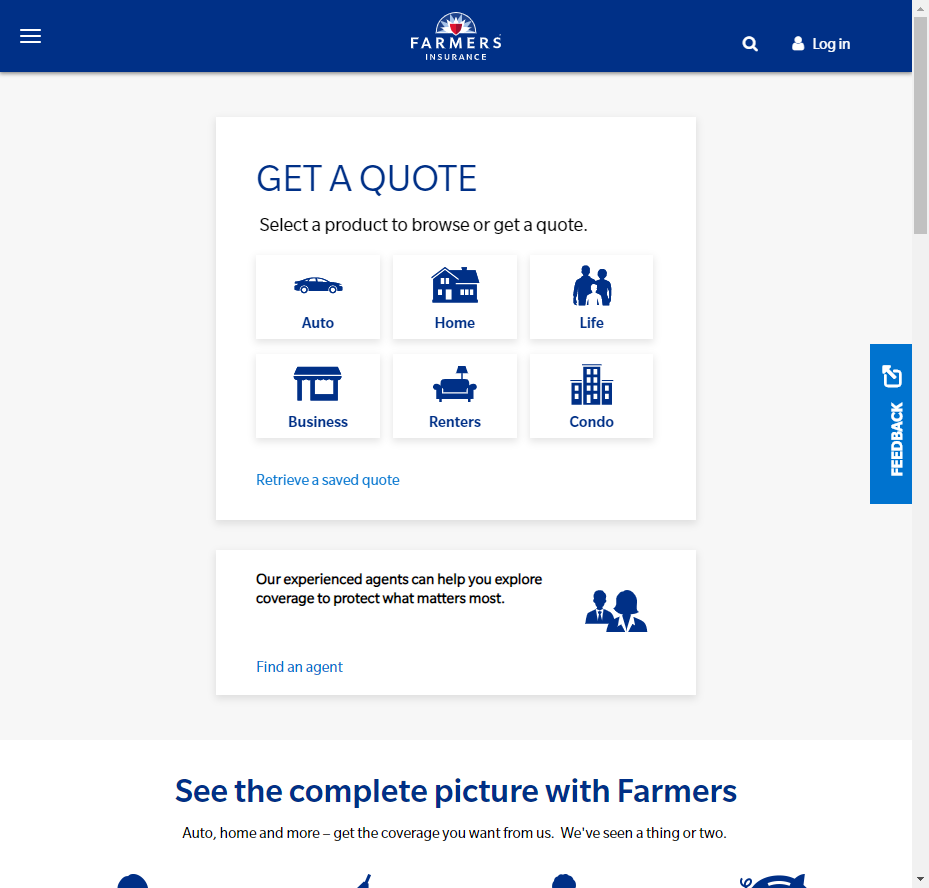 FARMERS
INSURANCE
Log in
GET A QUOTE
Select a product to browse or get a quote.
Auto
Home
Life
Business
Renters
Condo
Retrieve a saved quote
FEEDBACK
Our experienced agents can help you explore
coverage to protect what matters most.
Find an agent
See the complete picture with Farmers
Auto, home and more – get the coverage you want from us. We've seen a thing or two.